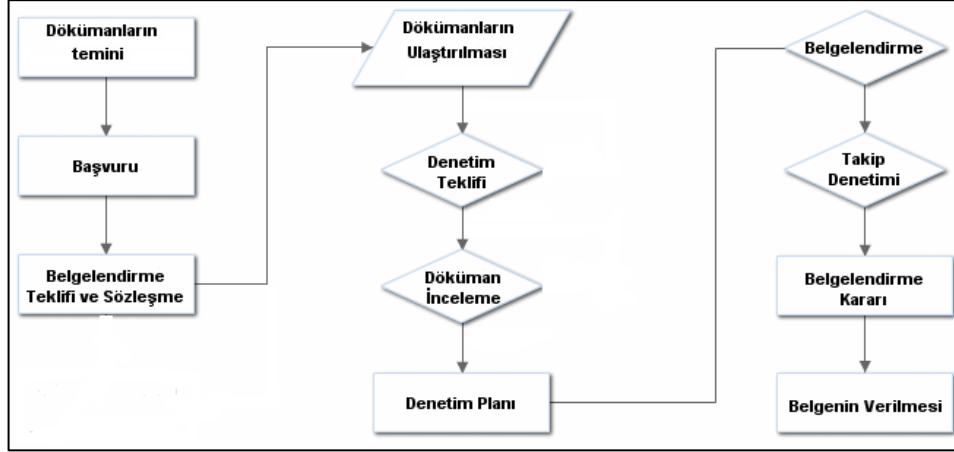 Dökümanların
temini
Başvuru
Belgelendirme
Teklifi ve Sözleşme
Dökümanların
Ulaştırılması
Denetim
Teklifi
Döküman
İnceleme
Denetim Planı
Belgelendirme
Takip
Denetimi
Belgelendirme
Kararı
Belgenin Verilmesi